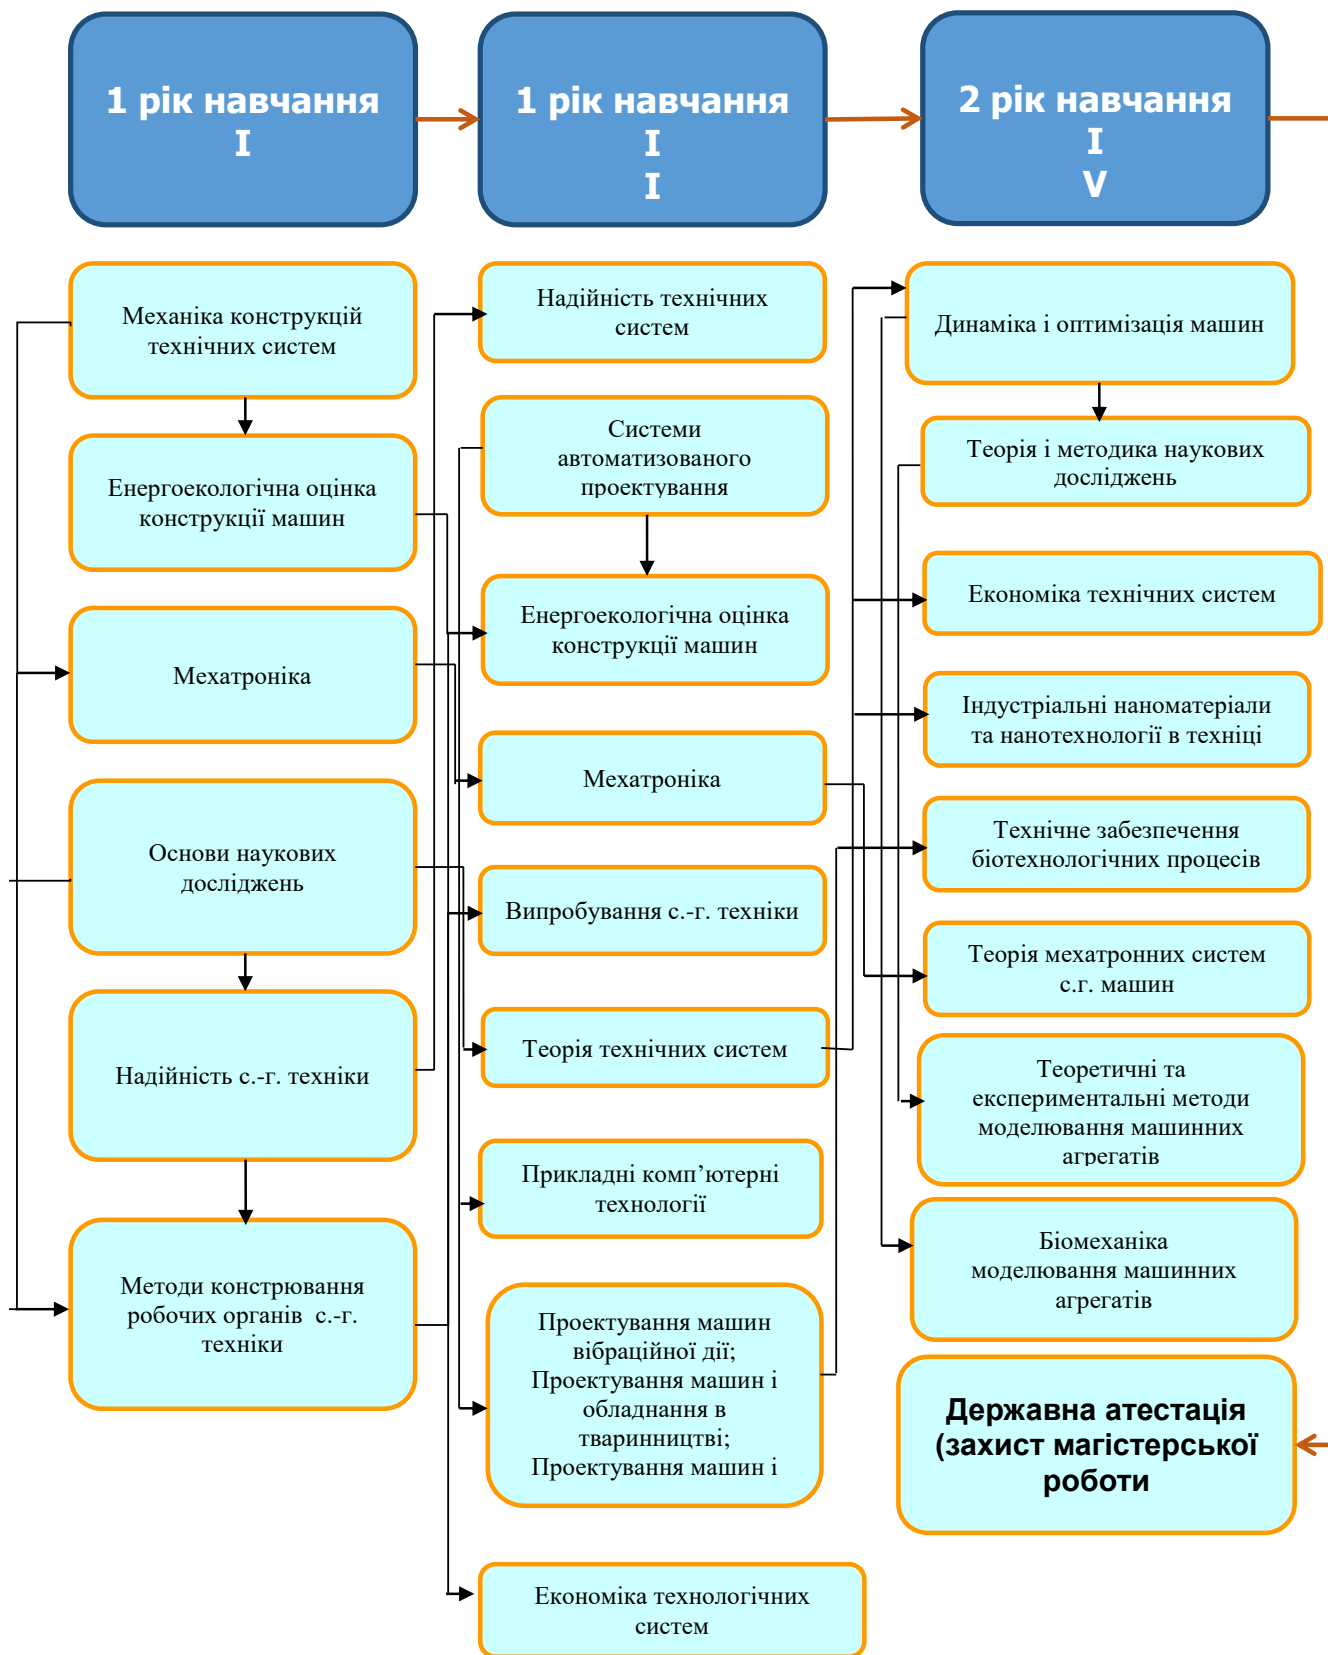 1 рік навчання
I
1 рік навчання
I
I
2 рік навчання
I
V
Механіка конструкцій
технічних систем
Енергоекологічна оцінка
конструкції машин
Мехатроніка
Основи наукових
досліджень
Надійність с.-г. техніки
Методи констрювання
робочих органів с.-г.
техніки
Надійність технічних
систем
Системи
автоматизованого
проектування
Енергоекологічна оцінка
конструкції машин
Мехатроніка
Випробування с.-г. техніки
Теорія технічних систем
Прикладні комп’ютерні
технології
Проектування машин
вібраційної дії;
Проектування машин і
обладнання в
тваринництві;
Проектування машин і
Економіка технологічних
систем
Динаміка і оптимізація машин
Теорія і методика наукових
досліджень
Економіка технічних систем
Індустріальні наноматеріали
та нанотехнології в техніці
Технічне забезпечення
біотехнологічних процесів
Теорія мехатронних систем
с.г. машин
Теоретичні та
експериментальні методи
моделювання машинних
агрегатів
Біомеханіка
моделювання машинних
агрегатів
Державна атестація
(захист магістерської
роботи